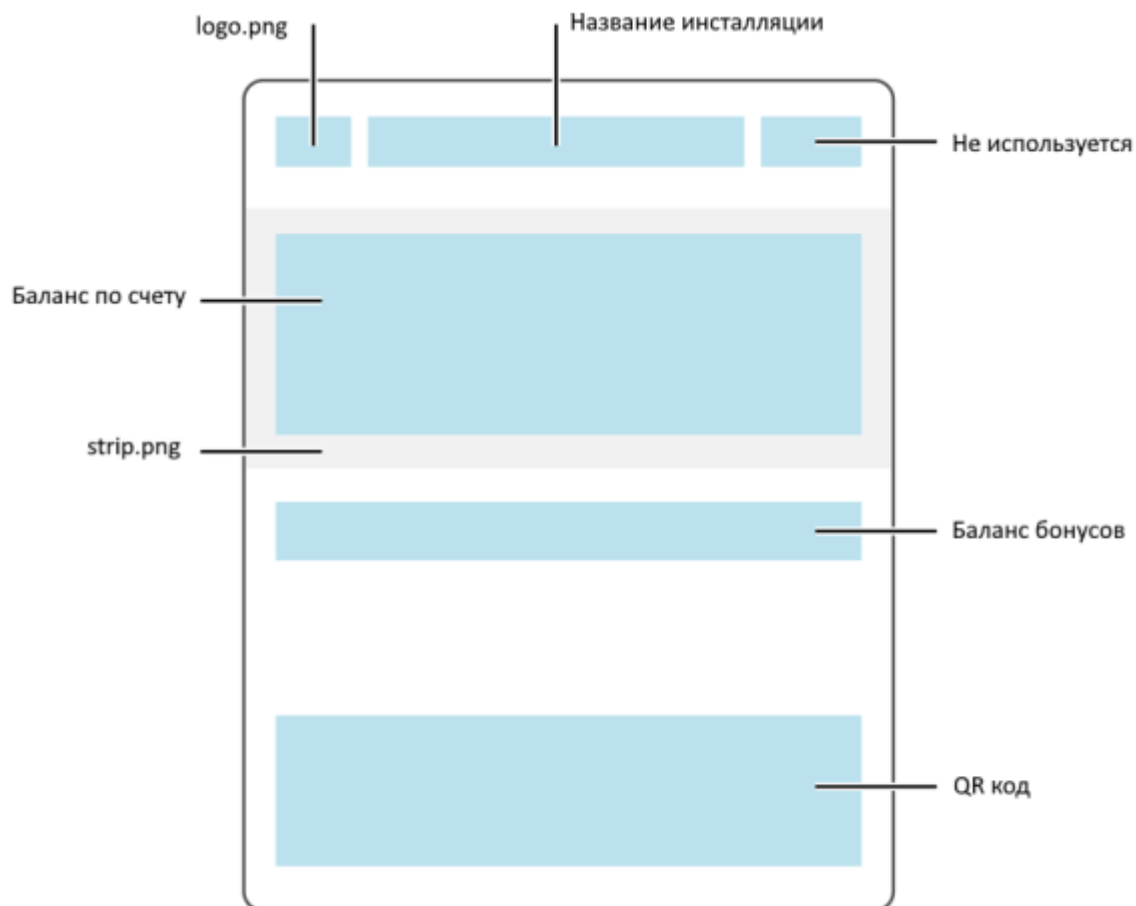 logo.png
Название инсталляции
Не используется
Баланс по счету
strip.png
Баланс бонусов
QR код